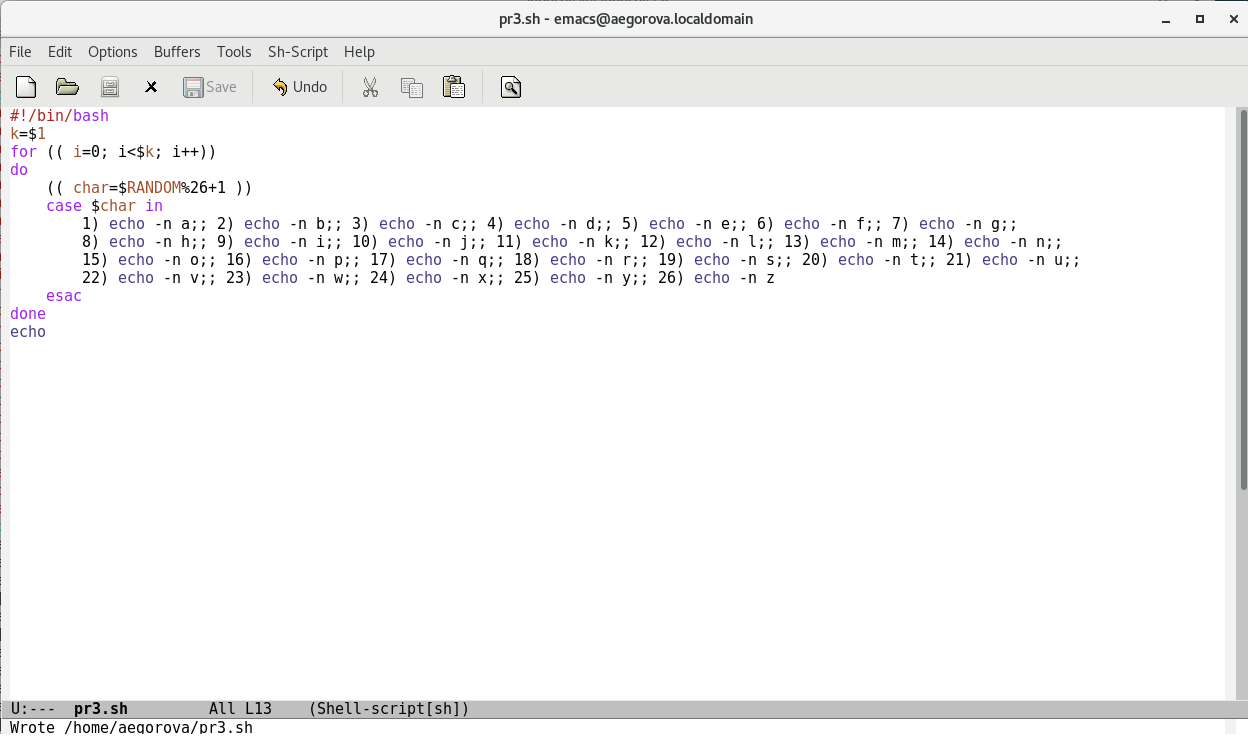 pr3.sh - emacs@aegorova.localdomain
File Edit Options Buffers Tools Sh-Script Help
Save Undo
#!/bin/bash
k=$1
for (( i=0; i<$k; i++))
do
    (( char=$RANDOM%26+1 ))
    case $char in
        1) echo -n a;; 2) echo -n b;; 3) echo -n c;; 4) echo -n d;; 5) echo -n e;; 6) echo -n f;; 7) echo -n g;;
        8) echo -n h;; 9) echo -n i;; 10) echo -n j;; 11) echo -n k;; 12) echo -n l;; 13) echo -n m;; 14) echo -n n;;
        15) echo -n o;; 16) echo -n p;; 17) echo -n q;; 18) echo -n r;; 19) echo -n s;; 20) echo -n t;; 21) echo -n u;;
        22) echo -n v;; 23) echo -n w;; 24) echo -n x;; 25) echo -n y;; 26) echo -n z
    esac
done
echo
U:--- pr3.sh All L13 (Shell-script[sh])
Wrote /home/aegorova/pr3.sh